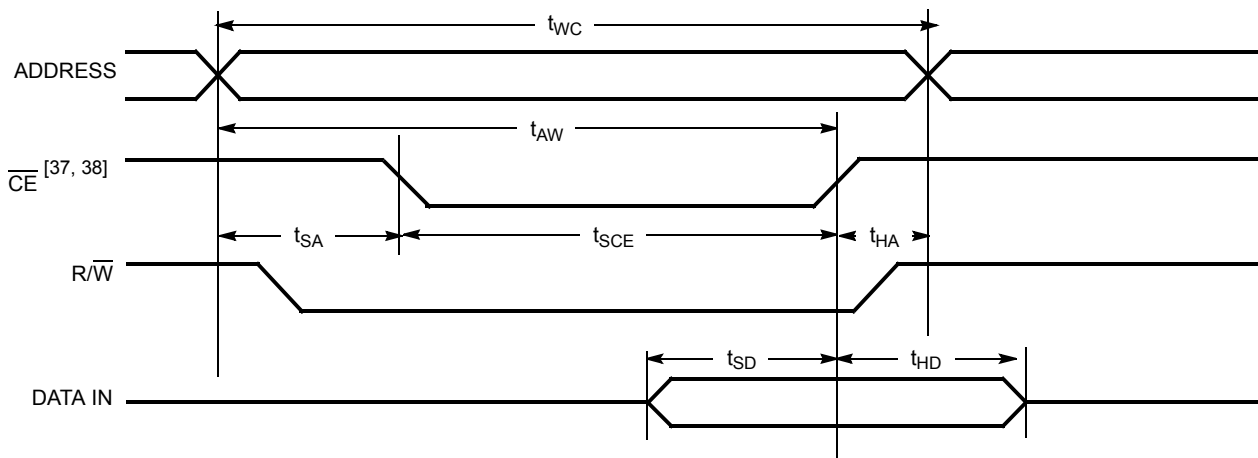 tWC
ADDRESS
tAW
CE [37, 38]
tSA
tSCE
tHA
R/W
tSD
tHD
DATA IN